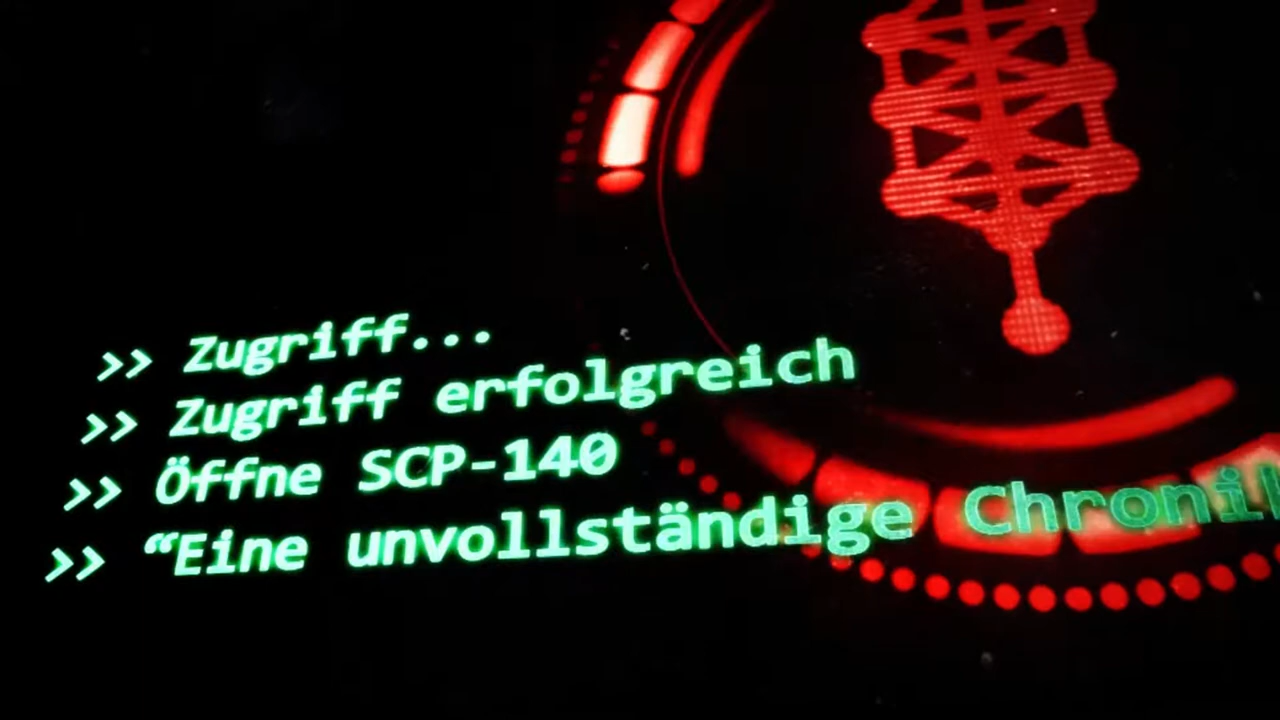 >> Zugriff...
>> Zugriff erfolgreich
>> Öffne SCP-140
>> “Eine unvollständige